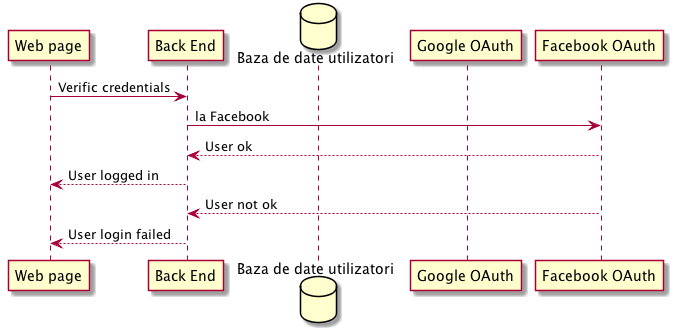 Web page
Back End
Baza de date utilizatori
Google OAuth
Facebook OAuth
Verific credentials
la Facebook
User ok
User logged in
User not ok
User login failed
Web page
Back End
Baza de date utilizatori
Google OAuth
Facebook OAuth